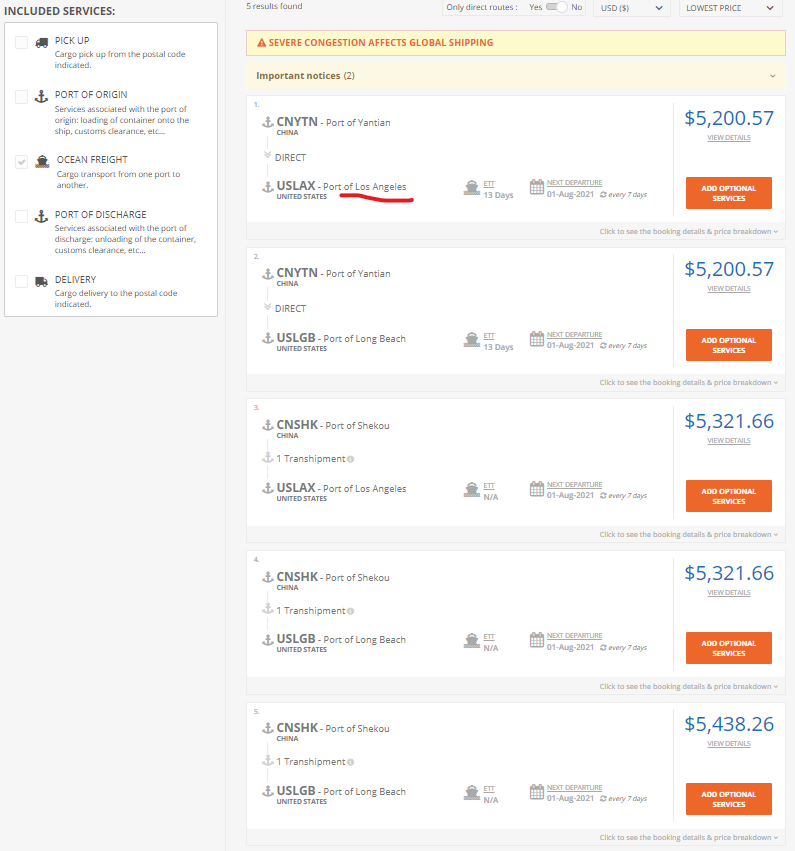 INCLUDED SERVICES:
PICK UP
Cargo pick up from the postal code
indicated.
PORT OF ORIGIN
Services associated with the port of
origin: loading of container onto the
ship, customs clearance, etc...
OCEAN FREIGHT
Cargo transport from one port to
another.
PORT OF DISCHARGE
Services associated with the port of
discharge: unloading of the container,
customs clearance, etc...
DELIVERY
Cargo delivery to the postal code
indicated.
5 results found
Only direct routes : Yes No
USD ($)
LOWEST PRICE
SEVERE CONGESTION AFFECTS GLOBAL SHIPPING
Important notices (2)
1.
CNYTN - Port of Yantian
CHINA
DIRECT
USLAX - Port of Los Angeles
UNITED STATES
ETT
13 Days
NEXT DEPARTURE
01-Aug-2021 every 7 days
$5,200.57
VIEW DETAILS
ADD OPTIONAL
SERVICES
Click to see the booking details & price breakdown
2.
CNYTN - Port of Yantian
CHINA
DIRECT
USLGB - Port of Long Beach
UNITED STATES
ETT
13 Days
NEXT DEPARTURE
01-Aug-2021 every 7 days
$5,200.57
VIEW DETAILS
ADD OPTIONAL
SERVICES
Click to see the booking details & price breakdown
3.
CNSHK - Port of Shekou
CHINA
1 Transhipment
USLAX - Port of Los Angeles
UNITED STATES
ETT
N/A
NEXT DEPARTURE
01-Aug-2021 every 7 days
$5,321.66
VIEW DETAILS
ADD OPTIONAL
SERVICES
Click to see the booking details & price breakdown
4.
CNSHK - Port of Shekou
CHINA
1 Transhipment
USLGB - Port of Long Beach
UNITED STATES
ETT
N/A
NEXT DEPARTURE
01-Aug-2021 every 7 days
$5,321.66
VIEW DETAILS
ADD OPTIONAL
SERVICES
Click to see the booking details & price breakdown
5.
CNSHK - Port of Shekou
CHINA
1 Transhipment
USLGB - Port of Long Beach
UNITED STATES
ETT
N/A
NEXT DEPARTURE
01-Aug-2021 every 7 days
$5,438.26
VIEW DETAILS
ADD OPTIONAL
SERVICES
Click to see the booking details & price breakdown